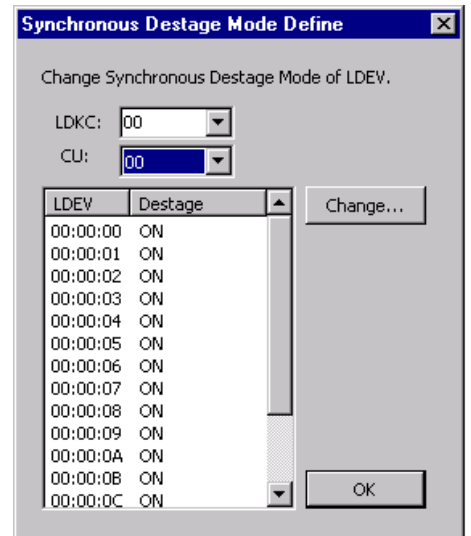 Synchronous Destage Mode Define
Change Synchronous Destage Mode of LDEV.
LDKC: 00
CU: 00
LDEV Destage
Change...
00:00:00 ON
00:00:01 ON
00:00:02 ON
00:00:03 ON
00:00:04 ON
00:00:05 ON
00:00:06 ON
00:00:07 ON
00:00:08 ON
00:00:09 ON
00:00:0A ON
00:00:0B ON
00:00:0C ON
OK